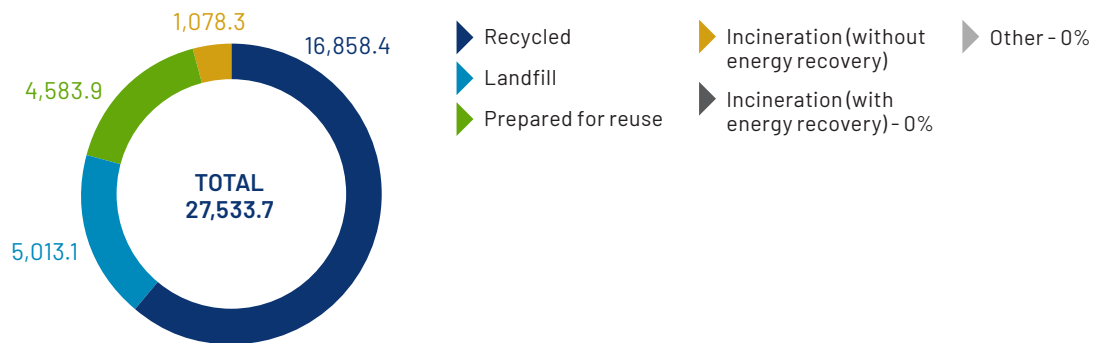 1,078.3
16,858.4
4,583.9
5,013.1
TOTAL
27,533.7
Recycled
Landfill
Prepared for reuse
Incineration (without
energy recovery)
Incineration (with
energy recovery) - 0%
Other - 0%